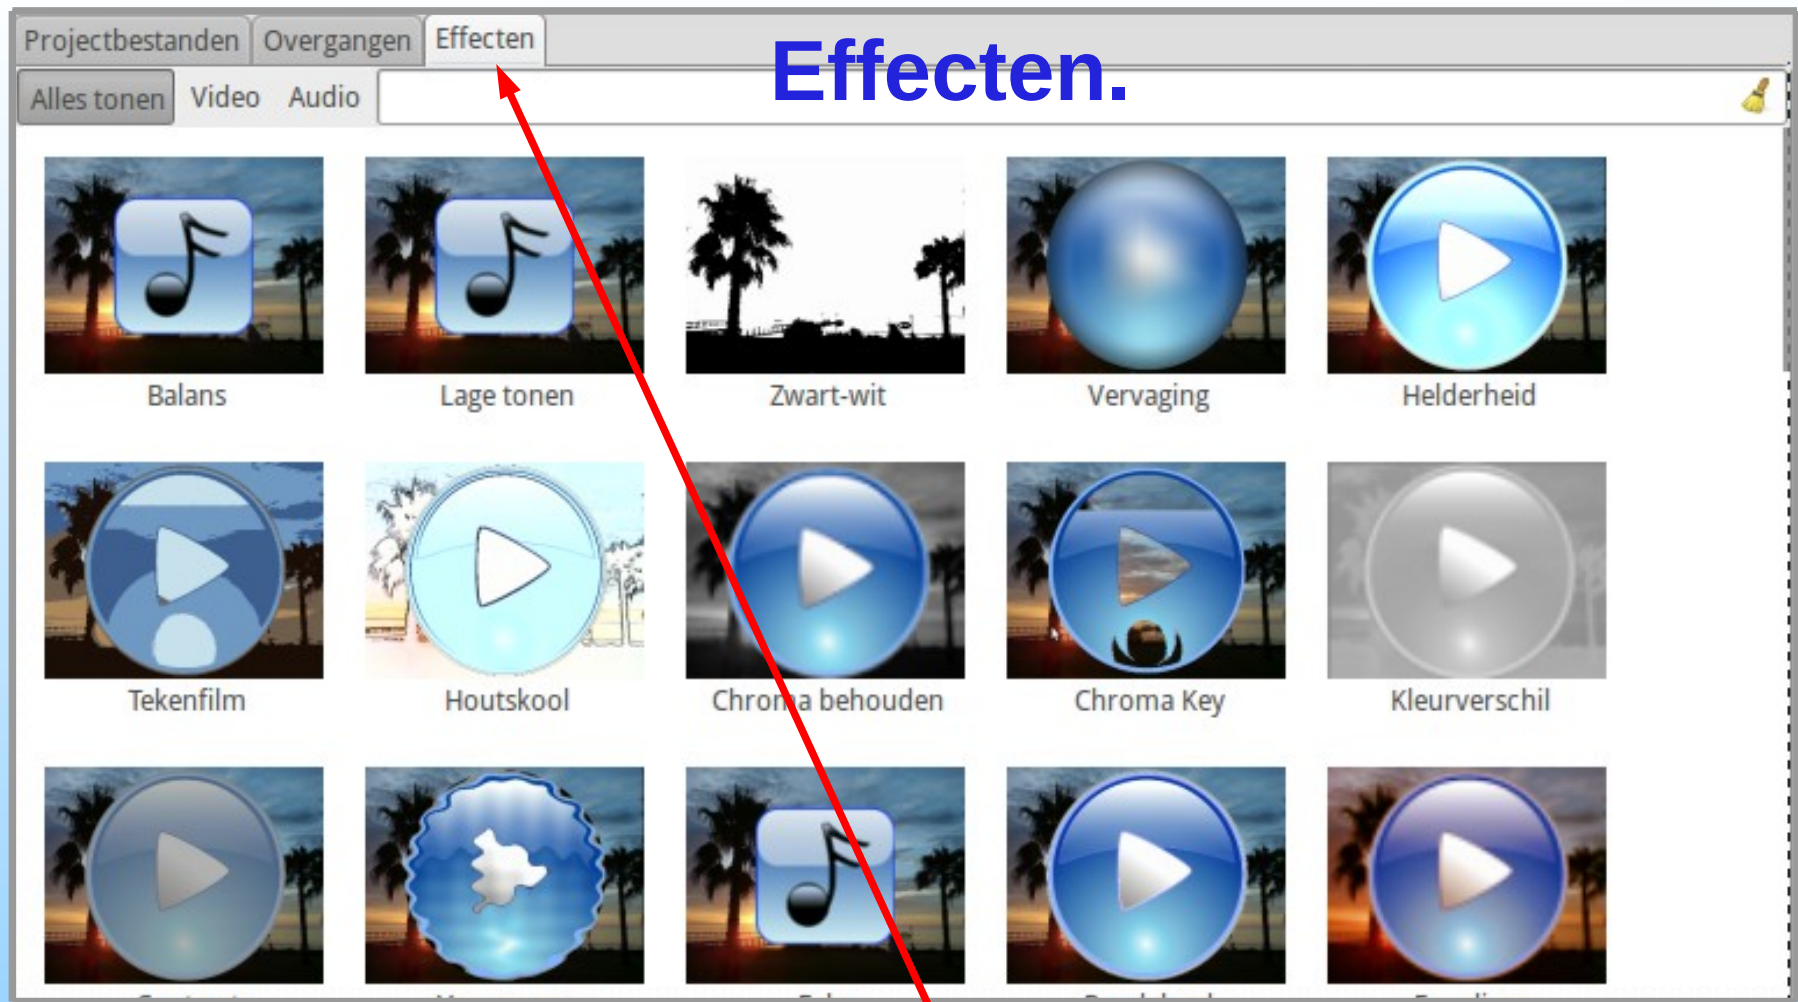 Projectbestanden Overgangen Effecten
Effecten.
Alles tonen Video Audio
Balans Lage tonen Zwart-wit Vervaging Helderheid
Tekenfilm Houtskool Chroma behouden Chroma Key Kleurverschil